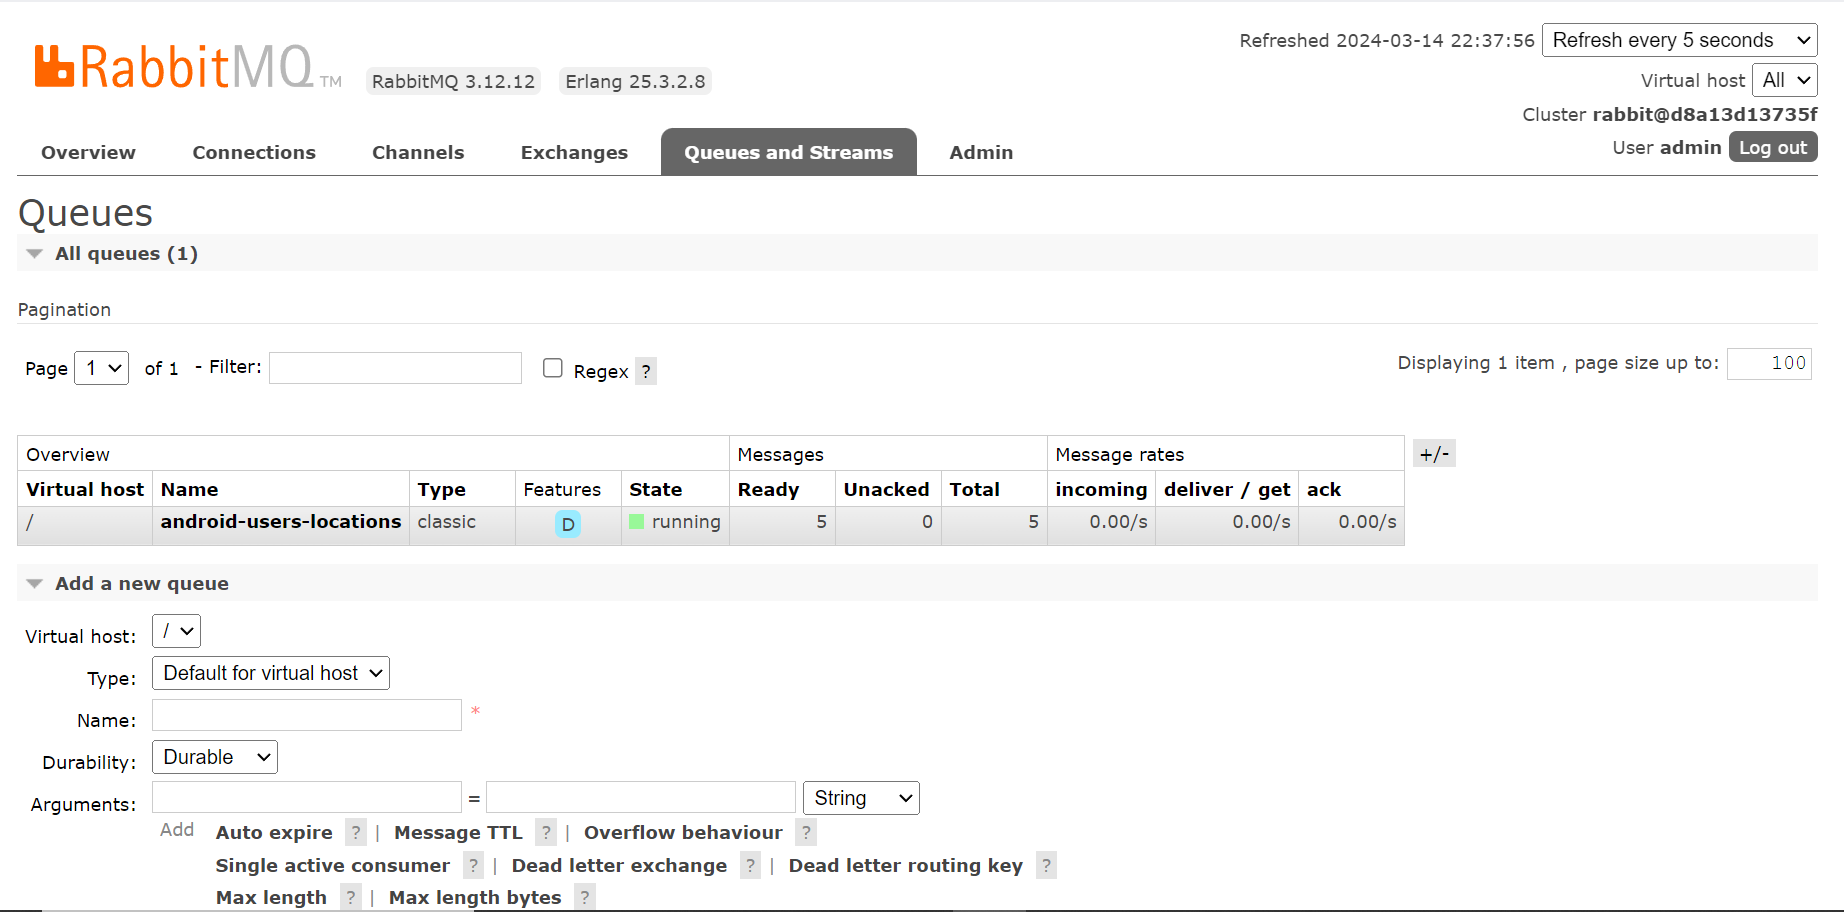 RabbitMQ TM RabbitMQ 3.12.12 Erlang 25.3.2.8
Refreshed 2024-03-14 22:37:56 Refresh every 5 seconds
Virtual host All
Cluster rabbit@d8a13d13735f
User admin Log out
Overview Connections Channels Exchanges Queues and Streams Admin
Queues
All queues (1)
Pagination
Page 1 of 1 - Filter: Regex ? Displaying 1 item , page size up to: 100
Overview Messages Message rates +/-
Virtual host Name Type Features State Ready Unacked Total incoming deliver / get ack
/ android-users-locations classic D running 5 0 5 0.00/s 0.00/s 0.00/s
Add a new queue
Virtual host: /
Type: Default for virtual host
Name: *
Durability: Durable
Arguments: = String
Add Auto expire ? | Message TTL ? | Overflow behaviour ?
Single active consumer ? | Dead letter exchange ? | Dead letter routing key ?
Max length ? | Max length bytes ?